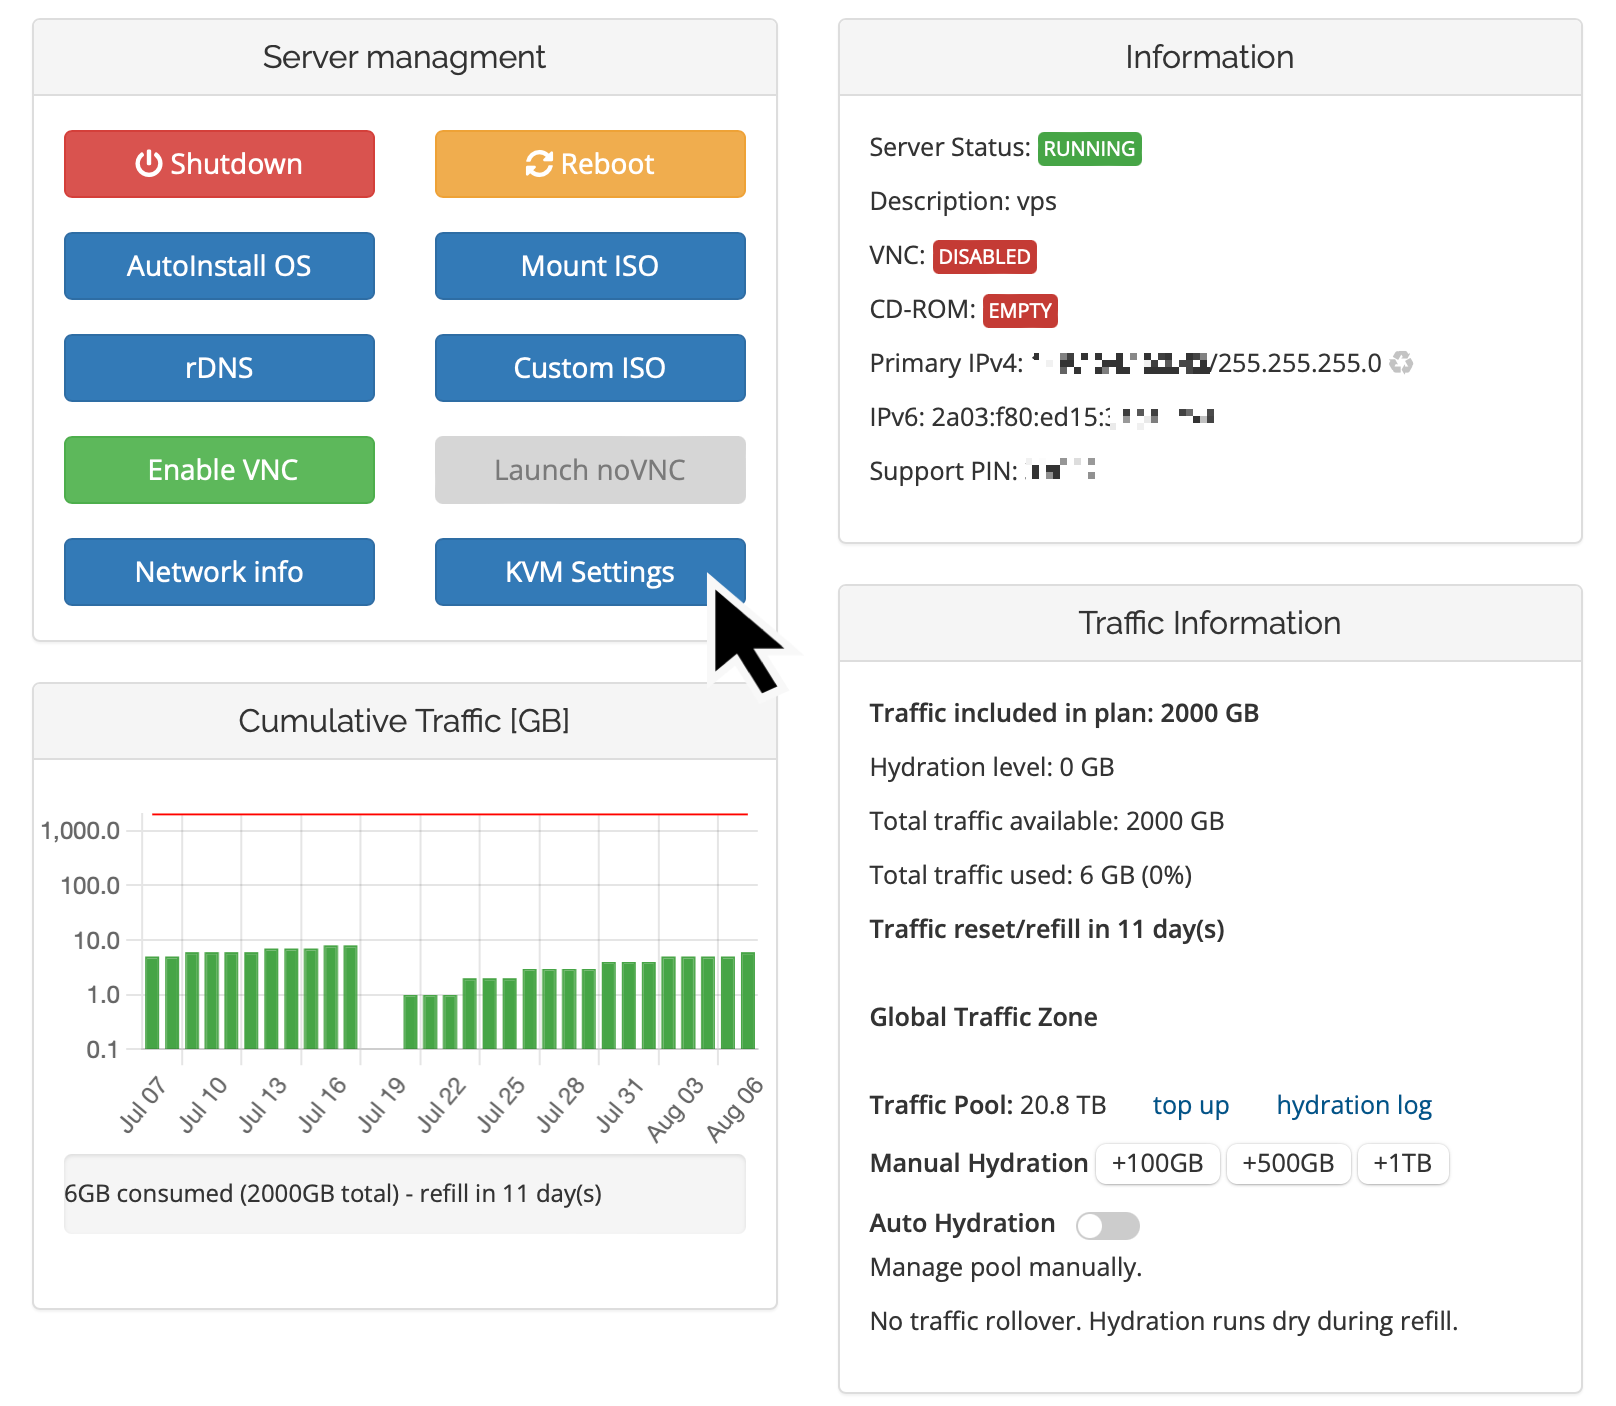 Server managment
Shutdown
Reboot
AutoInstall OS
Mount ISO
rDNS
Custom ISO
Enable VNC
Launch noVNC
Network info
KVM Settings
Cumulative Traffic [GB]
1,000.0
100.0
10.0
1.0
0.1
Jul 07
Jul 10
Jul 13
Jul 16
Jul 19
Jul 22
Jul 25
Jul 28
Jul 31
Aug 03
Aug 06
6GB consumed (2000GB total) - refill in 11 day(s)
Information
Server Status: RUNNING
Description: vps
VNC: DISABLED
CD-ROM: EMPTY
Primary IPv4: /255.255.255.0
IPv6: 2a03:f80:ed15:
Support PIN:
Traffic Information
Traffic included in plan: 2000 GB
Hydration level: 0 GB
Total traffic available: 2000 GB
Total traffic used: 6 GB (0%)
Traffic reset/refill in 11 day(s)
Global Traffic Zone
Traffic Pool: 20.8 TB top up hydration log
Manual Hydration +100GB +500GB +1TB
Auto Hydration
Manage pool manually.
No traffic rollover. Hydration runs dry during refill.